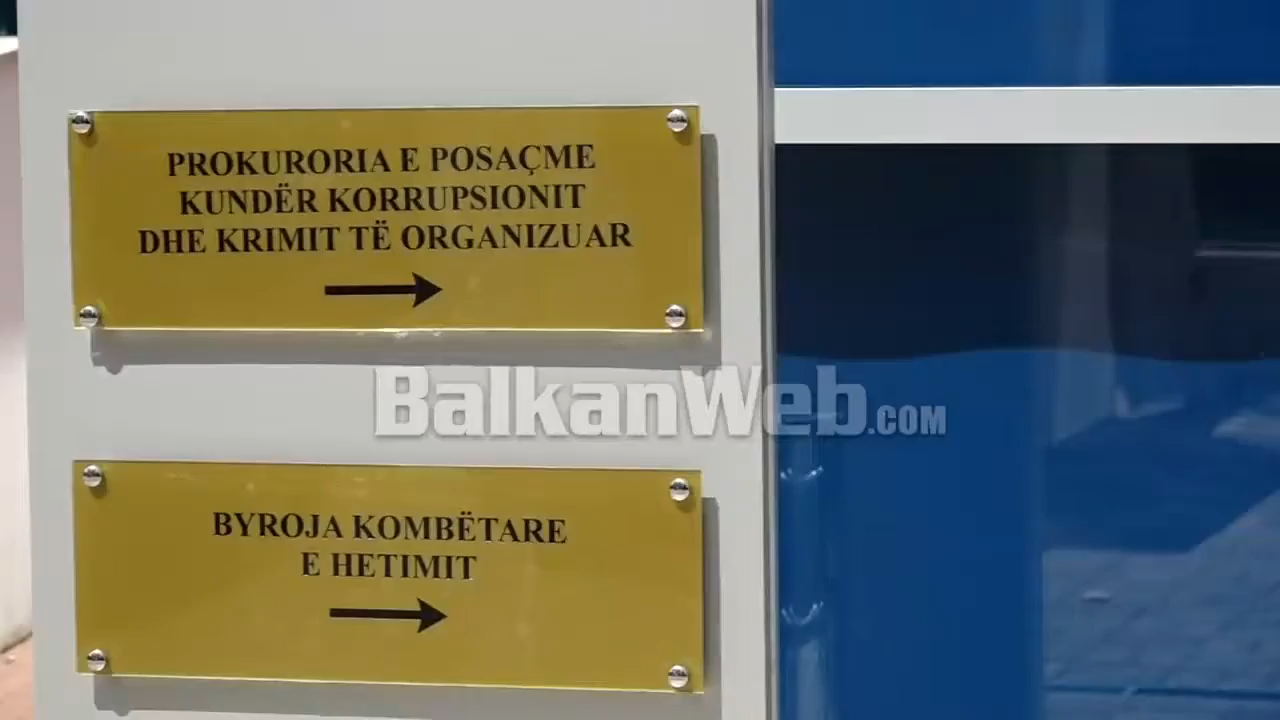 PROKURORIA E POSAÇME
KUNDËR KORRUPSIONIT
DHE KRIMIT TË ORGANIZUAR
BalkanWeb.COM
BYROJA KOMBËTARE
E HETIMIT